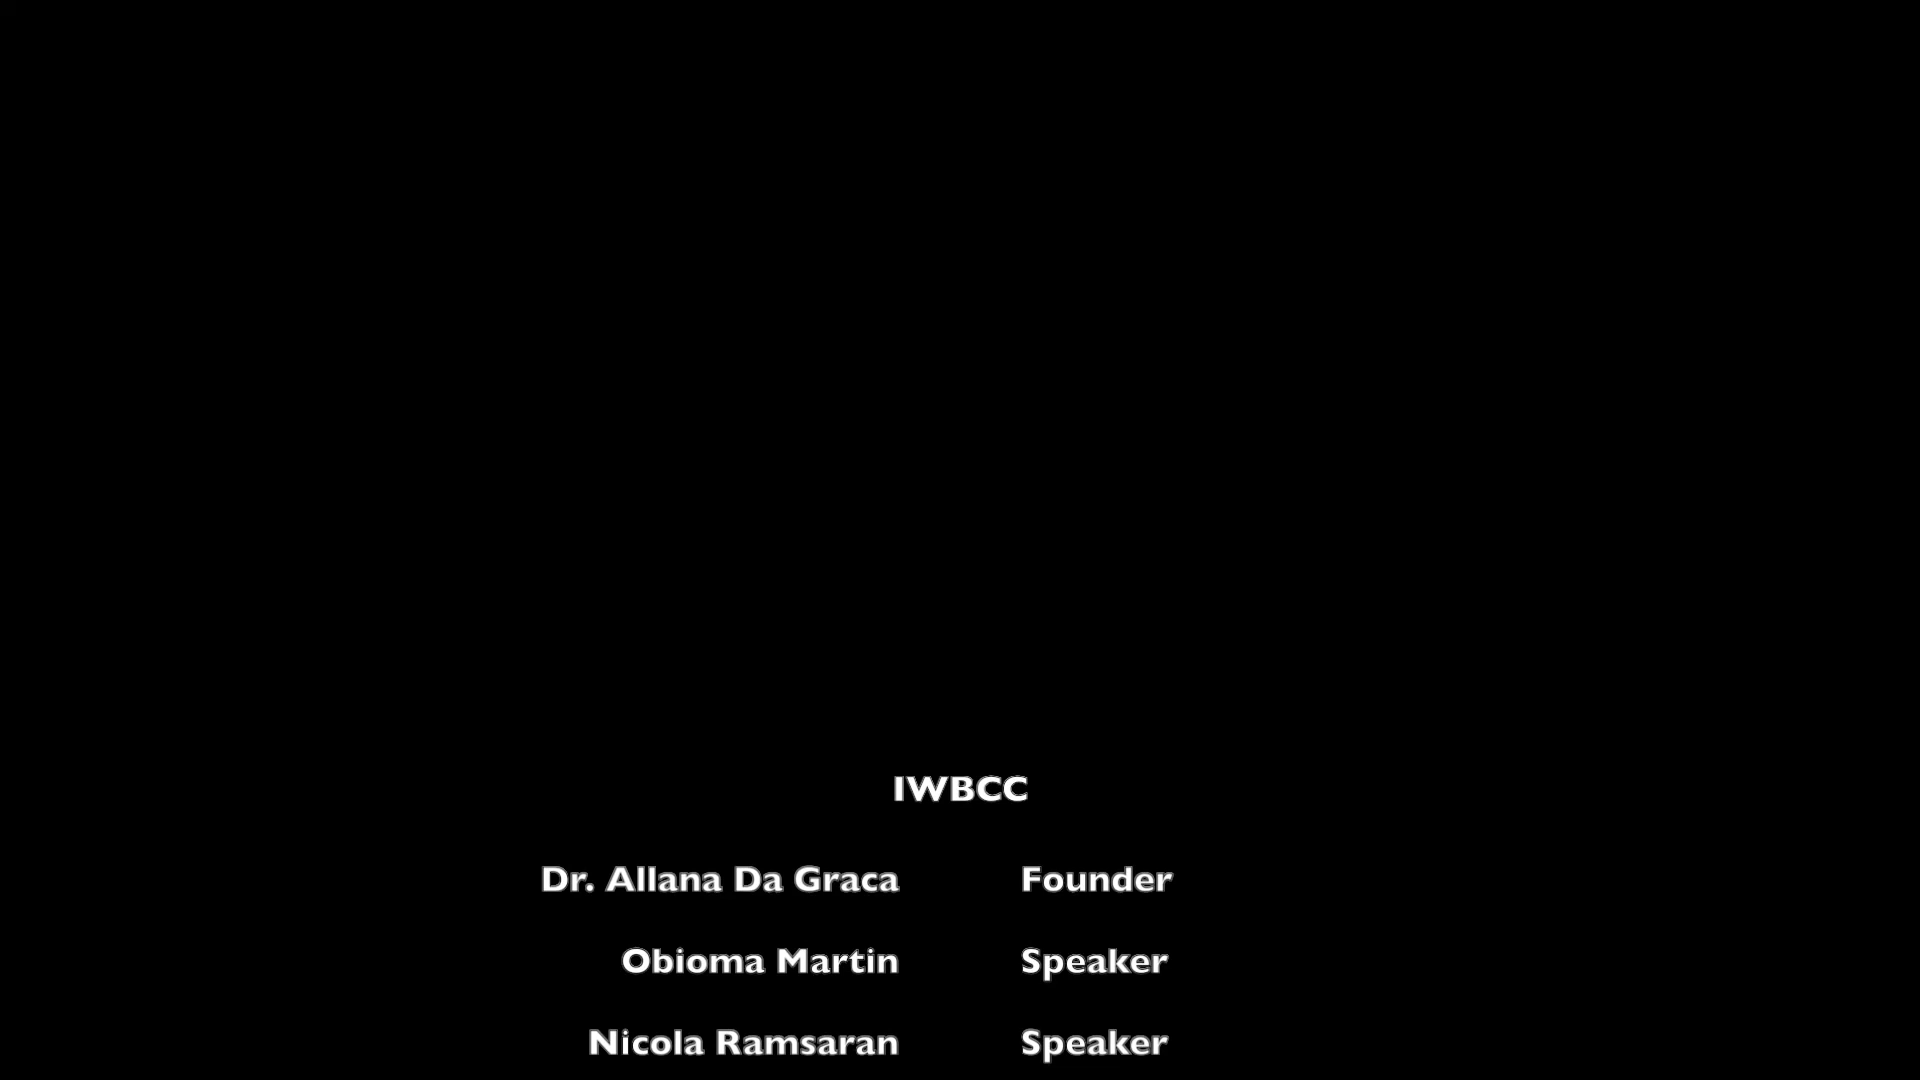 IWBCC
Dr. Allana Da Graca Founder
Obioma Martin Speaker
Nicola Ramsaran Speaker